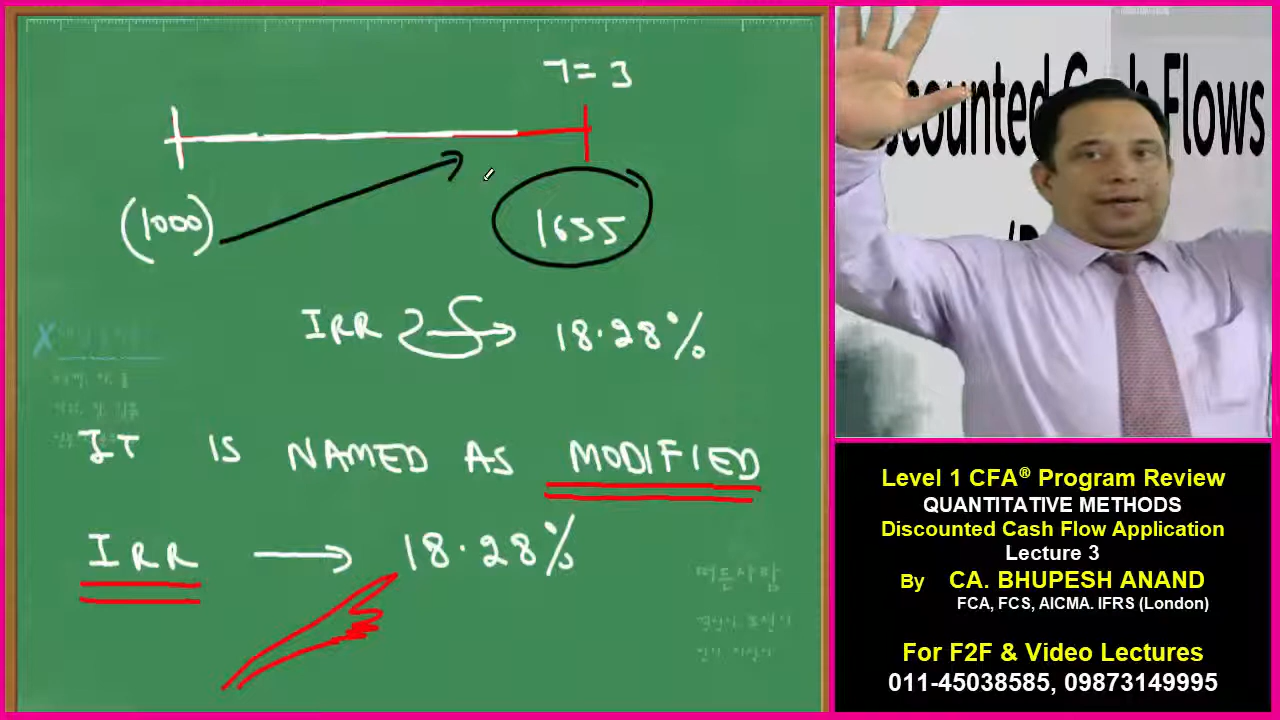 7 = 3
(1000)
1655
IRR → 18.28%
IT IS NAMED AS MODIFIED
IRR → 18.28%
Discounted Cash Flows
Level 1 CFA® Program Review
QUANTITATIVE METHODS
Discounted Cash Flow Application
Lecture 3
By CA. BHUPESH ANAND
FCA, FCS, AICMA. IFRS (London)
For F2F & Video Lectures
011-45038585, 09873149995